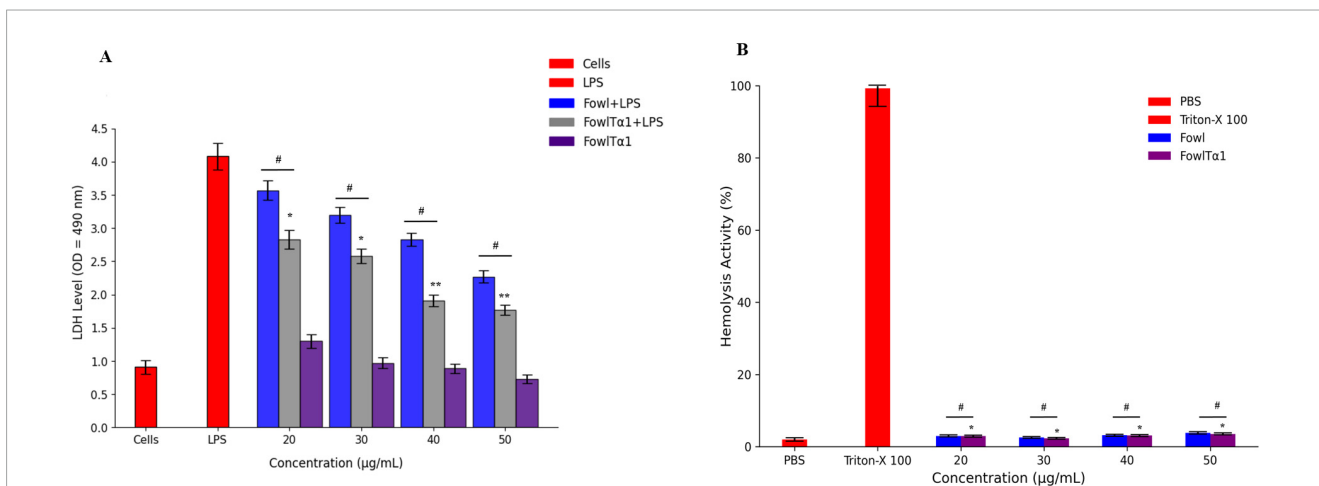 A
Cells
LPS
Fowl+LPS
FowlTα1+LPS
FowlTα1
LDH Level (OD = 490 nm)
4.5
4.0
3.5
3.0
2.5
2.0
1.5
1.0
0.5
0.0
#
#
#
#
*
*
**
**
Cells LPS 20 30 40 50
Concentration (μg/mL)
B
PBS
Triton-X 100
Fowl
FowlTα1
Hemolysis Activity (%)
100
80
60
40
20
0
# # # #
* * * *
PBS Triton-X 100 20 30 40 50
Concentration (μg/mL)